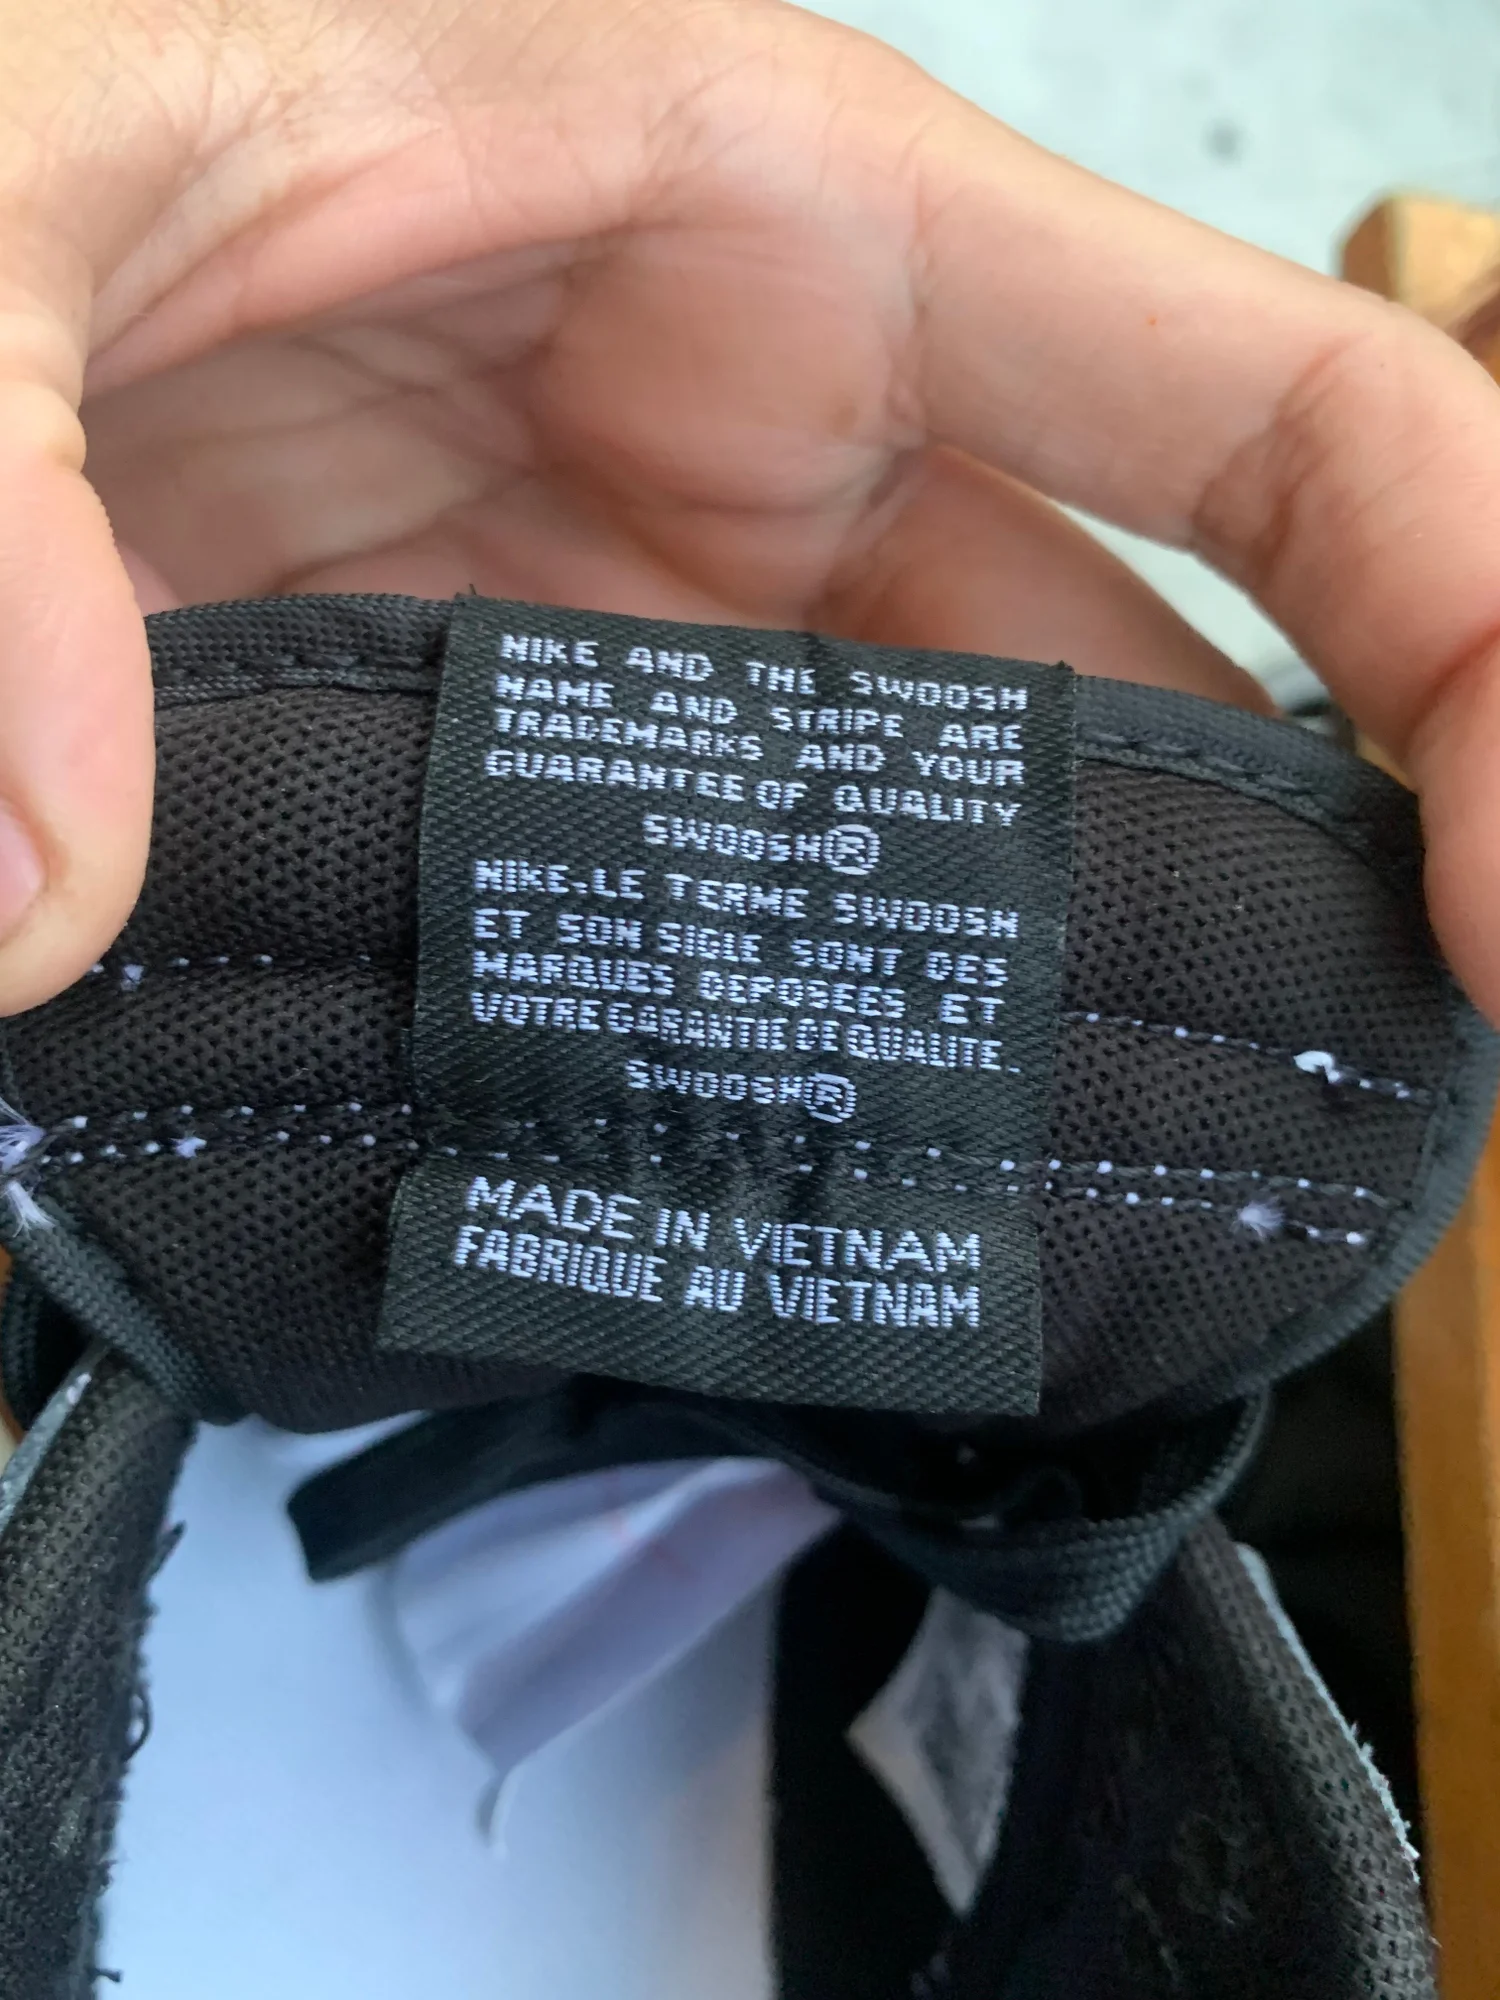 NIKE AND THE SWOOSH
NAME AND STRIPE ARE
TRADEMARKS AND YOUR
GUARANTEE OF QUALITY
SWOOSH®
NIKE.LE TERME SWOOSH
ET SON SIGLE SONT DES
MARQUES DEPOSEES ET
VOTRE GARANTIE DE QUALITE.
SWOOSH®
MADE IN VIETNAM
FABRIQUE AU VIETNAM